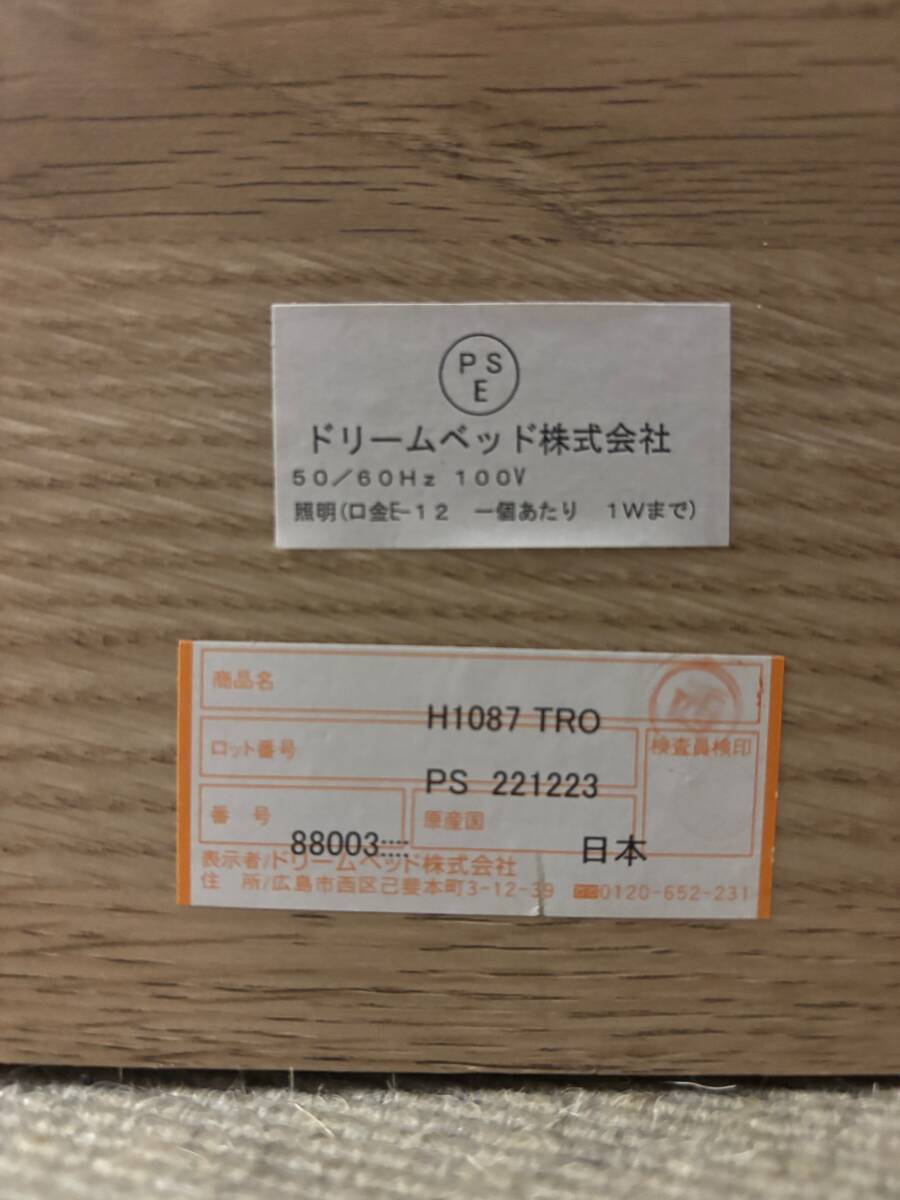 PS
E
ドリームベッド株式会社
50/60Hz 100V
照明(口金E-12 一個あたり 1Wまで)
商品名
H1087 TRO
ロット番号
検査員検印
PS 221223
番号
原産国
88003::::
日本
表示者/ドリームベッド株式会社
住 所/広島市西区己斐本町3-12-39 0120-652-231